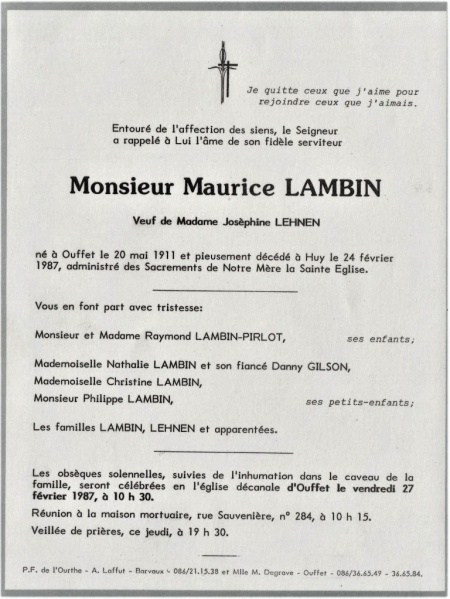 Je quitte ceux que j'aime pour
rejoindre ceux que j'aimais.
Entouré de l'affection des siens, le Seigneur
a rappelé à Lui l'âme de son fidèle serviteur
Monsieur Maurice LAMBIN
Veuf de Madame Josèphine LEHNEN
né à Ouffet le 20 mai 1911 et pieusement décédé à Huy le 24 février
1987, administré des Sacrements de Notre Mère la Sainte Eglise.
Vous en font part avec tristesse:
Monsieur et Madame Raymond LAMBIN-PIRLOT, ses enfants;
Mademoiselle Nathalie LAMBIN et son fiancé Danny GILSON,
Mademoiselle Christine LAMBIN,
Monsieur Philippe LAMBIN, ses petits-enfants;
Les familles LAMBIN, LEHNEN et apparentées.
Les obsèques solennelles, suivies de l'inhumation dans le caveau de la
famille, seront célébrées en l'église décanale d'Ouffet le vendredi 27
février 1987, à 10 h 30.
Réunion à la maison mortuaire, rue Sauvenière, n° 284, à 10 h 15.
Veillée de prières, ce jeudi, à 19 h 30.
P.F. de l'Ourthe - A. Laffut - Barvaux - 086/21.15.38 et Mlle M. Degrave - Ouffet - 086/36.65.49 - 36.65.84.